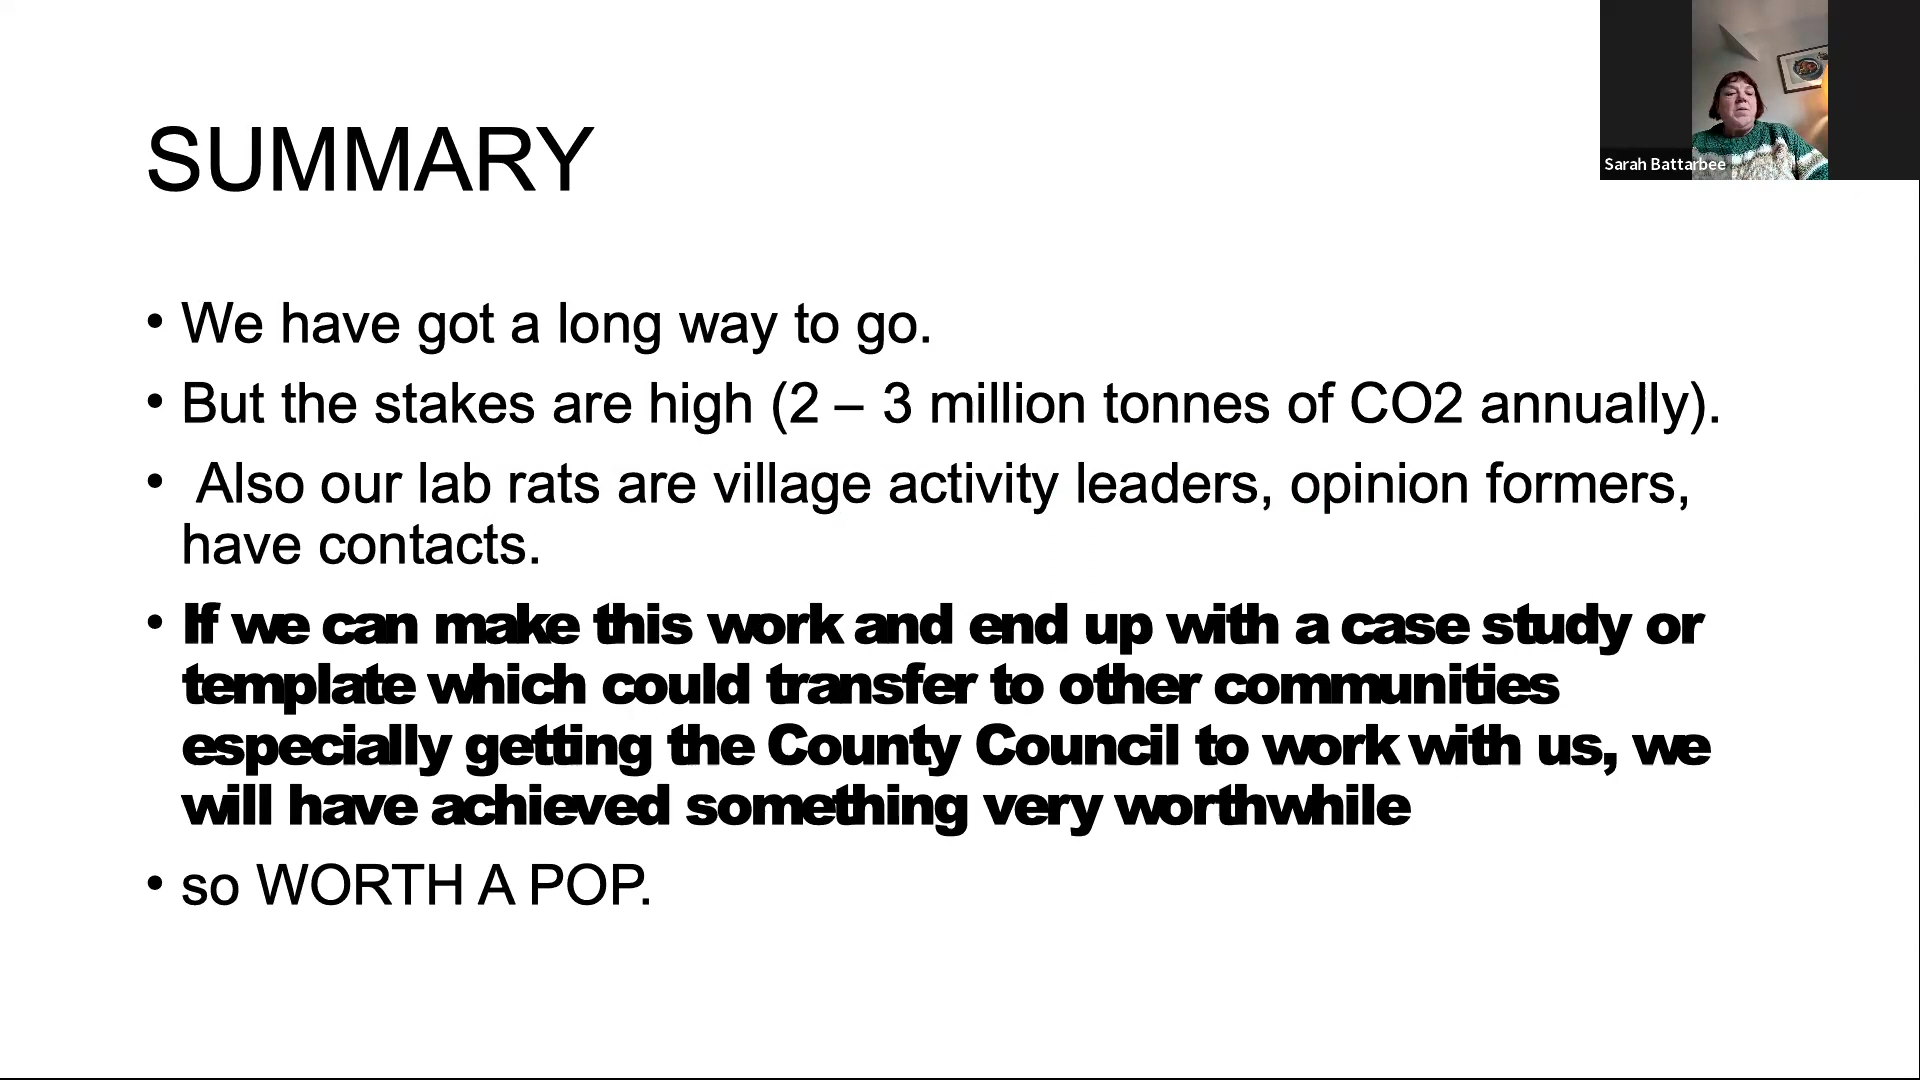 Sarah Battarbee
SUMMARY
• We have got a long way to go.
• But the stakes are high (2 – 3 million tonnes of CO2 annually).
• Also our lab rats are village activity leaders, opinion formers,
have contacts.
• If we can make this work and end up with a case study or
template which could transfer to other communities
especially getting the County Council to work with us, we
will have achieved something very worthwhile
• so WORTH A POP.